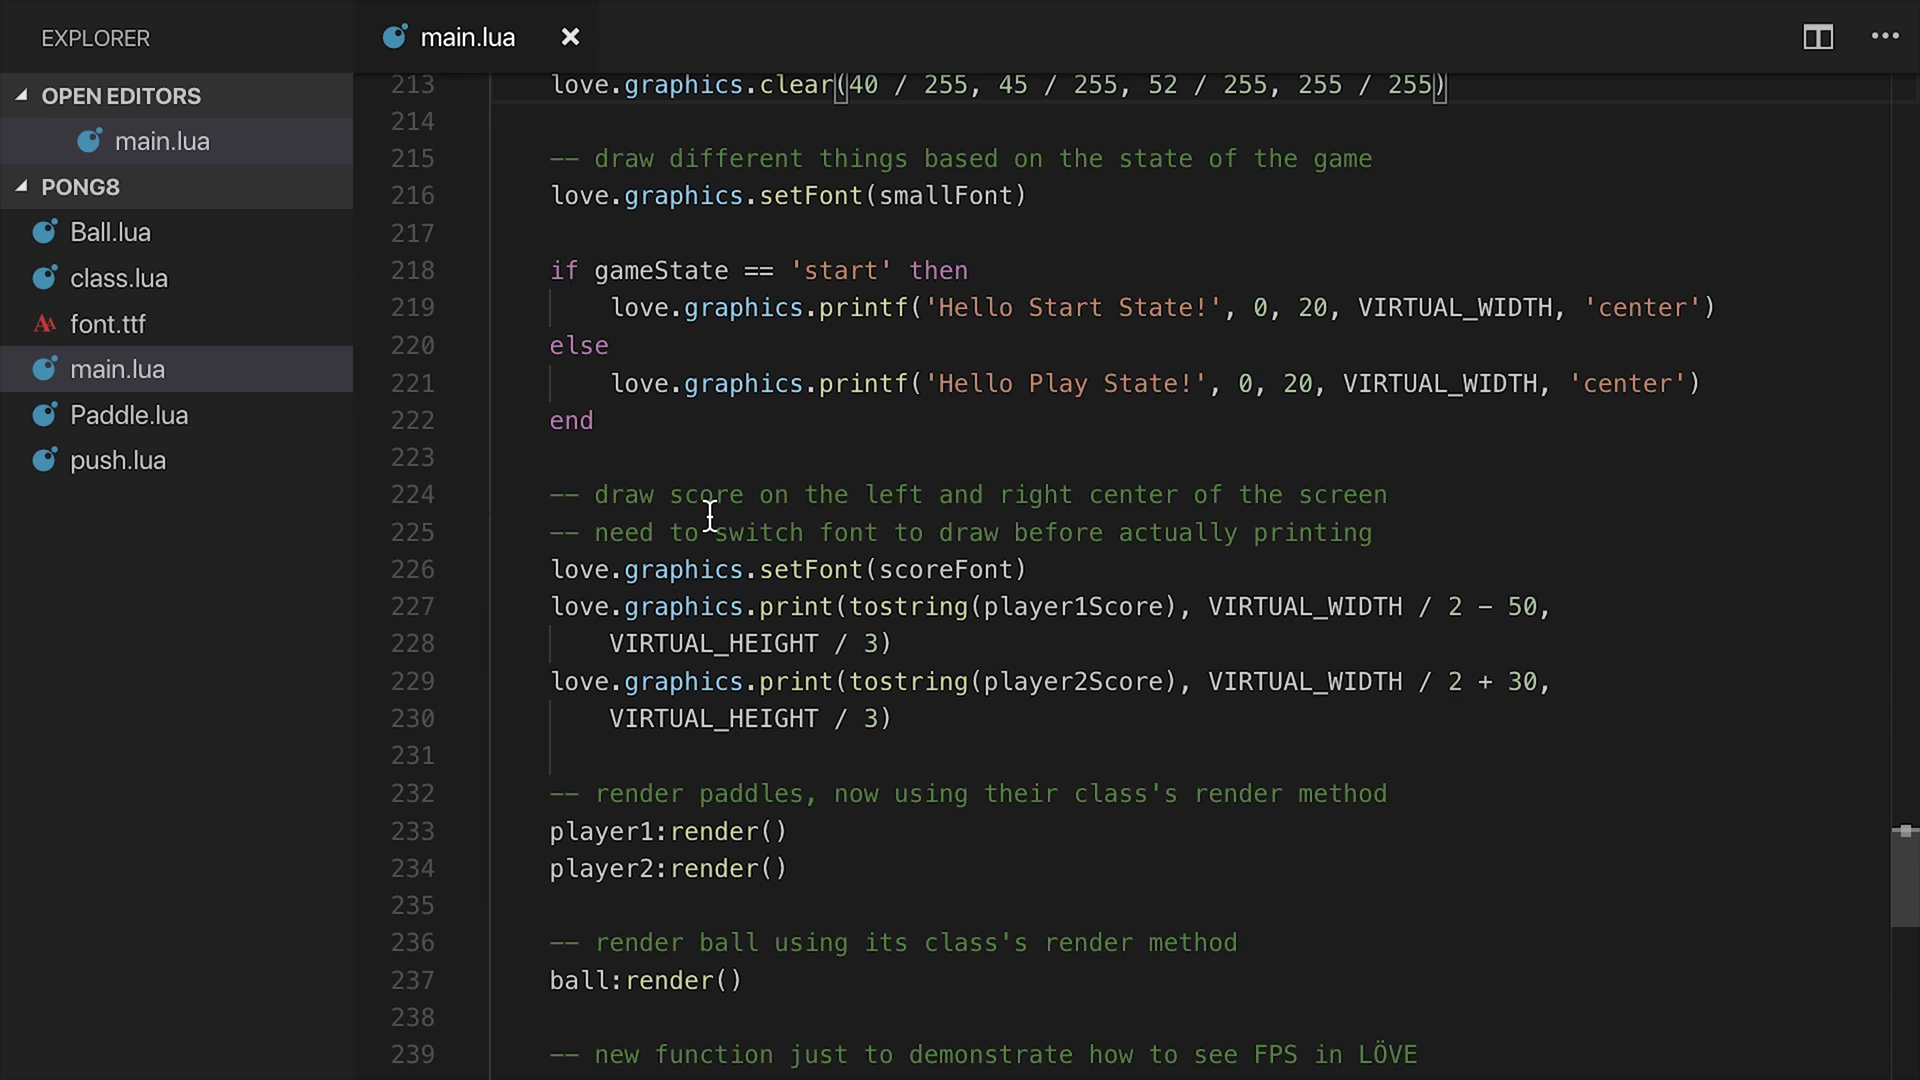 EXPLORER
OPEN EDITORS
main.lua
PONG8
Ball.lua
class.lua
font.ttf
main.lua
Paddle.lua
push.lua
main.lua
213 love.graphics.clear(40 / 255, 45 / 255, 52 / 255, 255 / 255)
214
215 -- draw different things based on the state of the game
216 love.graphics.setFont(smallFont)
217
218 if gameState == 'start' then
219 love.graphics.printf('Hello Start State!', 0, 20, VIRTUAL_WIDTH, 'center')
220 else
221 love.graphics.printf('Hello Play State!', 0, 20, VIRTUAL_WIDTH, 'center')
222 end
223
224 -- draw score on the left and right center of the screen
225 -- need to switch font to draw before actually printing
226 love.graphics.setFont(scoreFont)
227 love.graphics.print(tostring(player1Score), VIRTUAL_WIDTH / 2 - 50,
228 VIRTUAL_HEIGHT / 3)
229 love.graphics.print(tostring(player2Score), VIRTUAL_WIDTH / 2 + 30,
230 VIRTUAL_HEIGHT / 3)
231
232 -- render paddles, now using their class's render method
233 player1:render()
234 player2:render()
235
236 -- render ball using its class's render method
237 ball:render()
238
239 -- new function just to demonstrate how to see FPS in LÖVE